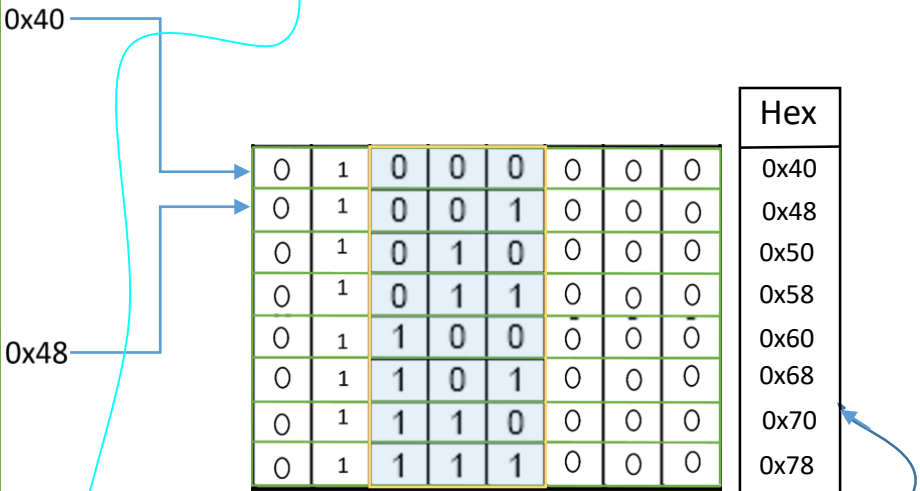 0x40
Hex
0 1 0 0 0 0 0 0 0x40
0 1 0 0 1 0 0 0 0x48
0 1 0 1 0 0 0 0 0x50
0 1 0 1 1 0 0 0 0x58
0 1 1 0 0 0 0 0 0x60
0x48
0 1 1 0 1 0 0 0 0x68
0 1 1 1 0 0 0 0 0x70
0 1 1 1 1 0 0 0 0x78